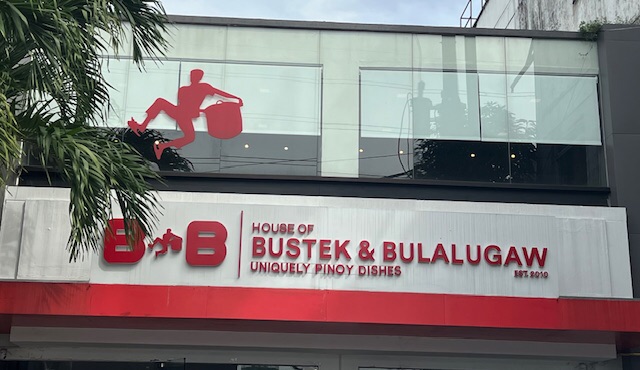 B B
HOUSE OF
BUSTEK & BULALUGAW
UNIQUELY PINOY DISHES
EST. 2010